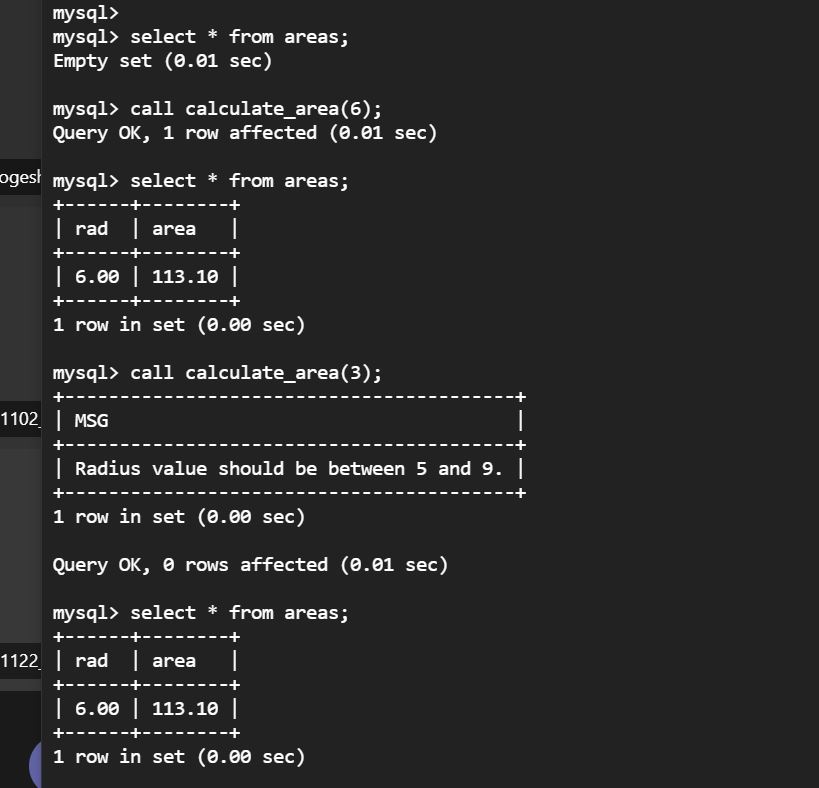 mysql>
mysql> select * from areas;
Empty set (0.01 sec)
mysql> call calculate_area(6);
Query OK, 1 row affected (0.01 sec)
ogesh
mysql> select * from areas;
+------+--------+
| rad  | area   |
+------+--------+
| 6.00 | 113.10 |
+------+--------+
1 row in set (0.00 sec)
mysql> call calculate_area(3);
+-----------------------------------------+
1102_
| MSG                                     |
+-----------------------------------------+
| Radius value should be between 5 and 9. |
+-----------------------------------------+
1 row in set (0.00 sec)
Query OK, 0 rows affected (0.01 sec)
mysql> select * from areas;
+------+--------+
1122_
| rad  | area   |
+------+--------+
| 6.00 | 113.10 |
+------+--------+
1 row in set (0.00 sec)